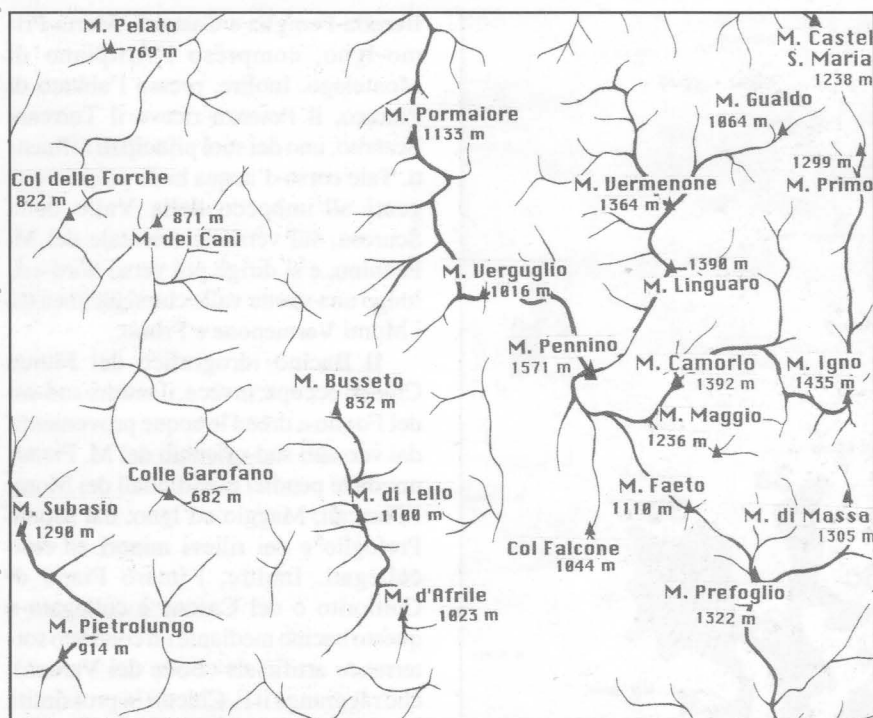 M. Pelato
769 m
M. Castel
S. Maria
1238 m
M. Pormaiore
1133 m
M. Gualdo
1064 m
1299 m
M. Primo
Col delle Forche
822 m
871 m
M. dei Cani
M. Vermenone
1364 m
M. Verguglio
1016 m
1390 m
M. Linguaro
M. Pennino
1571 m
M. Camorlo
1392 m
M. Igno
1435 m
M. Busseto
832 m
M. Maggio
1236 m
Colle Garofalo
682 m
M. Subasio
1290 m
M. di Lello
1100 m
M. Faeto
1110 m
M. di Massa
1305 m
Col Falcone
1044 m
M. d'Afrile
1023 m
M. Prefoglio
1322 m
M. Pietrolungo
914 m